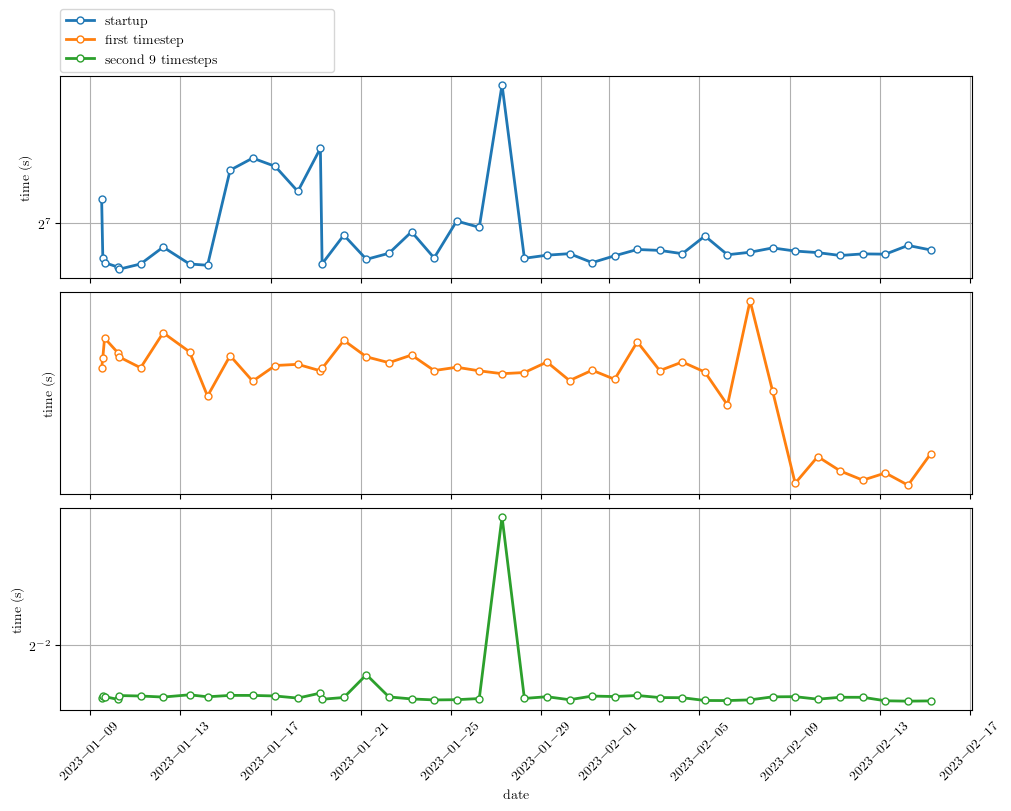 startup
first timestep
second 9 timesteps
time (s)
2⁷
time (s)
time (s)
2⁻²
2023−01−09
2023−01−13
2023−01−17
2023−01−21
2023−01−25
2023−01−29
2023−02−01
2023−02−05
2023−02−09
2023−02−13
2023−02−17
date